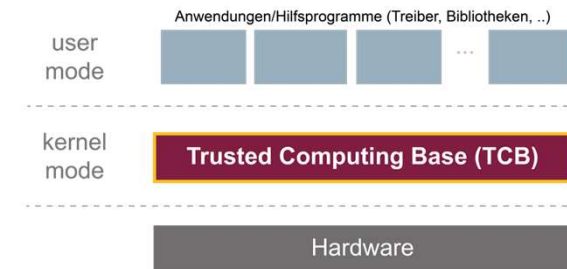 Anwendungen/Hilfsprogramme (Treiber, Bibliotheken, ..)
user
mode
...
kernel
mode
Trusted Computing Base (TCB)
Hardware